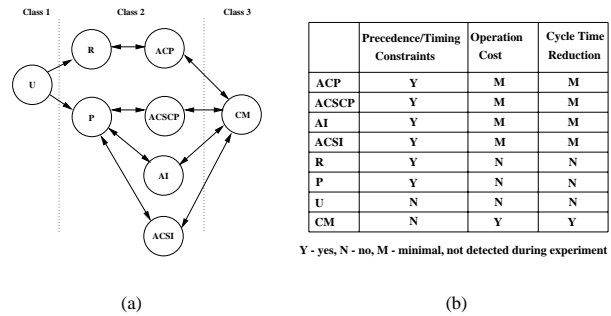 Class 1 Class 2 Class 3
R ACP
U
P ACSCP CM
AI
ACSI
(a)
Precedence/Timing Constraints Operation Cost Cycle Time Reduction
ACP Y M M
ACSCP Y M M
AI Y M M
ACSI Y M M
R Y N N
P Y N N
U N N N
CM N Y Y
Y - yes, N - no, M - minimal, not detected during experiment
(b)